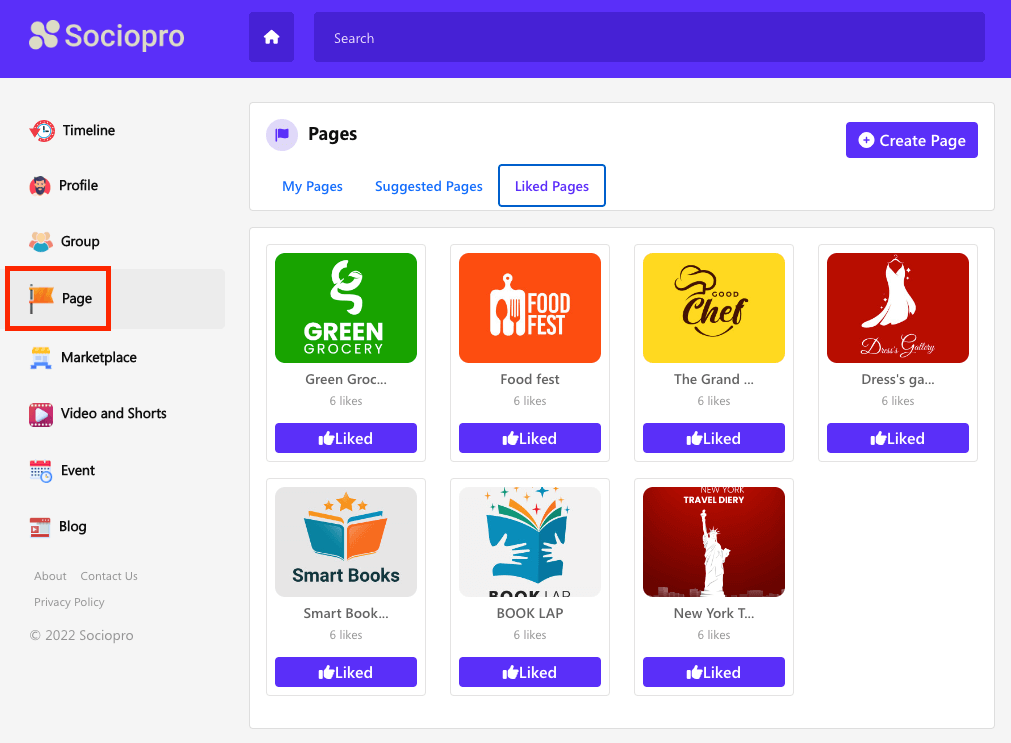 Sociopro
Search
Timeline
Profile
Group
Page
Marketplace
Video and Shorts
Event
Blog
About Contact Us
Privacy Policy
© 2022 Sociopro
Pages
Create Page
My Pages Suggested Pages Liked Pages
GREEN
GROCERY
Green Groc...
6 likes
Liked
FOOD
FEST
Food fest
6 likes
Liked
GOOD
Chef
The Grand ...
6 likes
Liked
Dress's Gallery
Dress's ga...
6 likes
Liked
Smart Books
Smart Book...
6 likes
Liked
BOOK LAP
BOOK LAP
6 likes
Liked
NEW YORK
TRAVEL DIERY
New York T...
6 likes
Liked